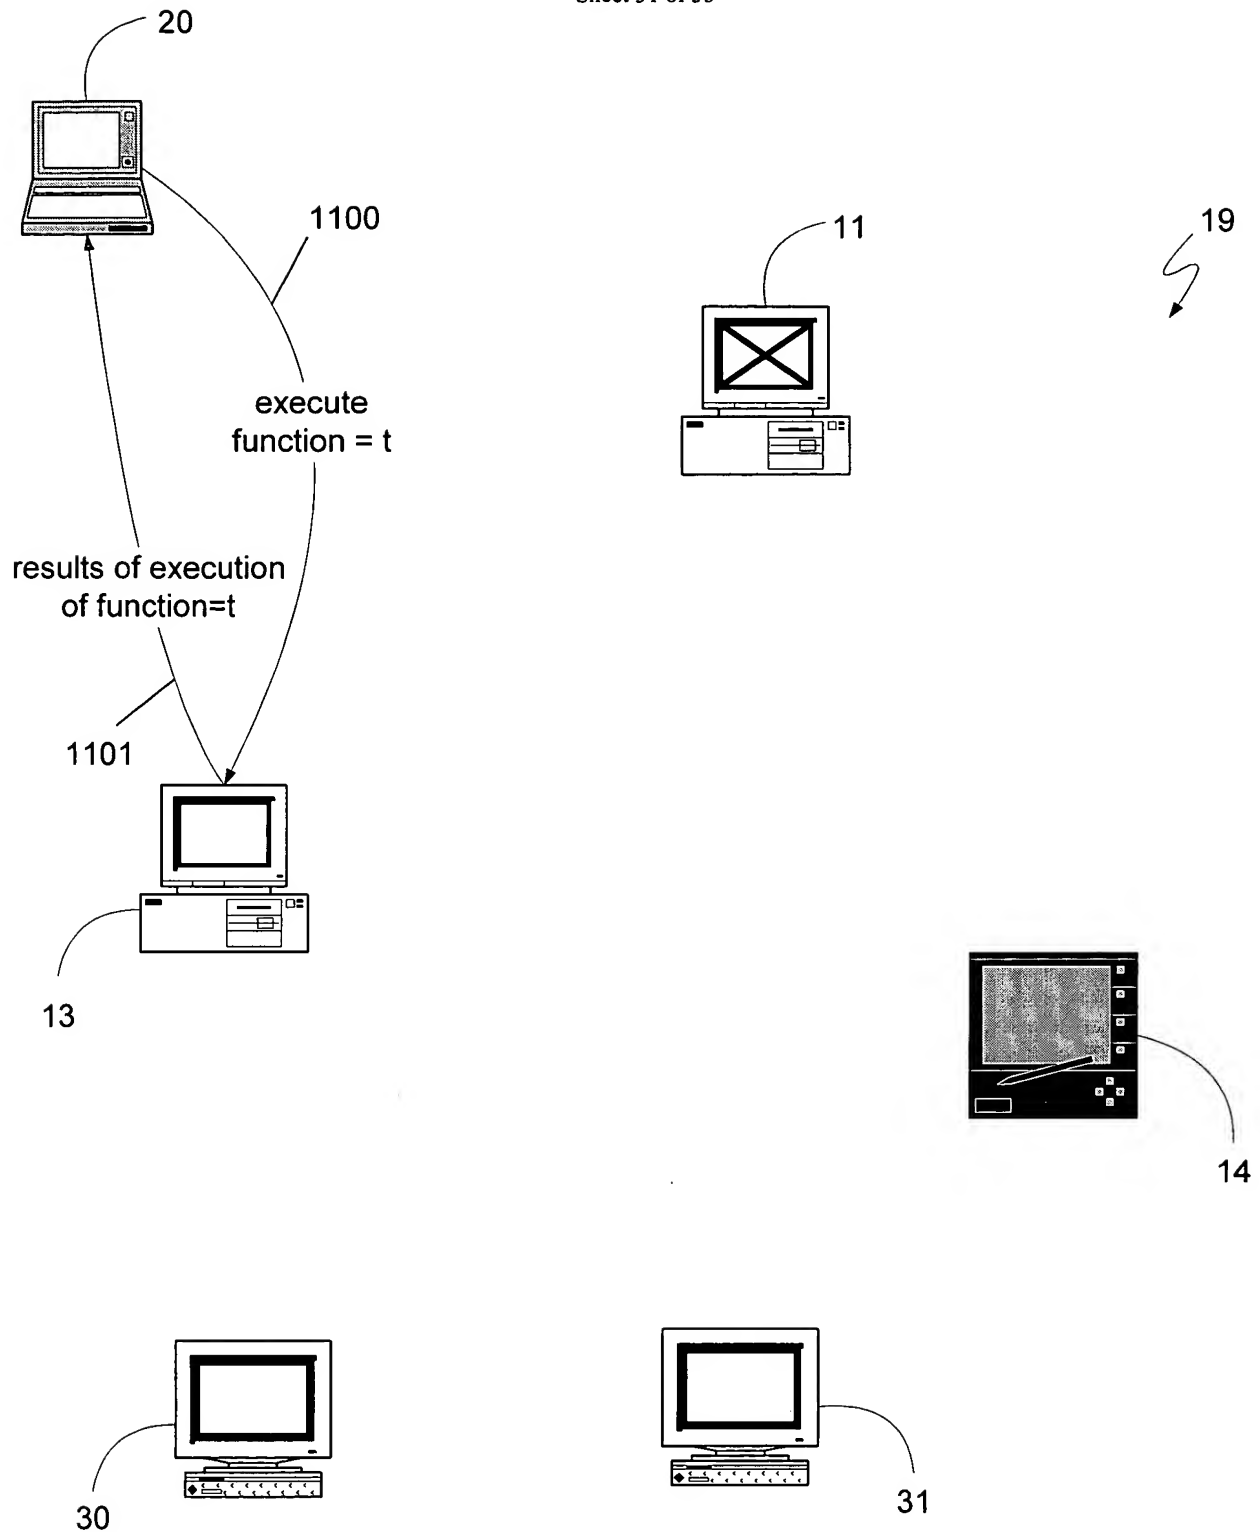 20
1100
11
19
execute
function = t
results of execution
of function=t
1101
13
14
30
31